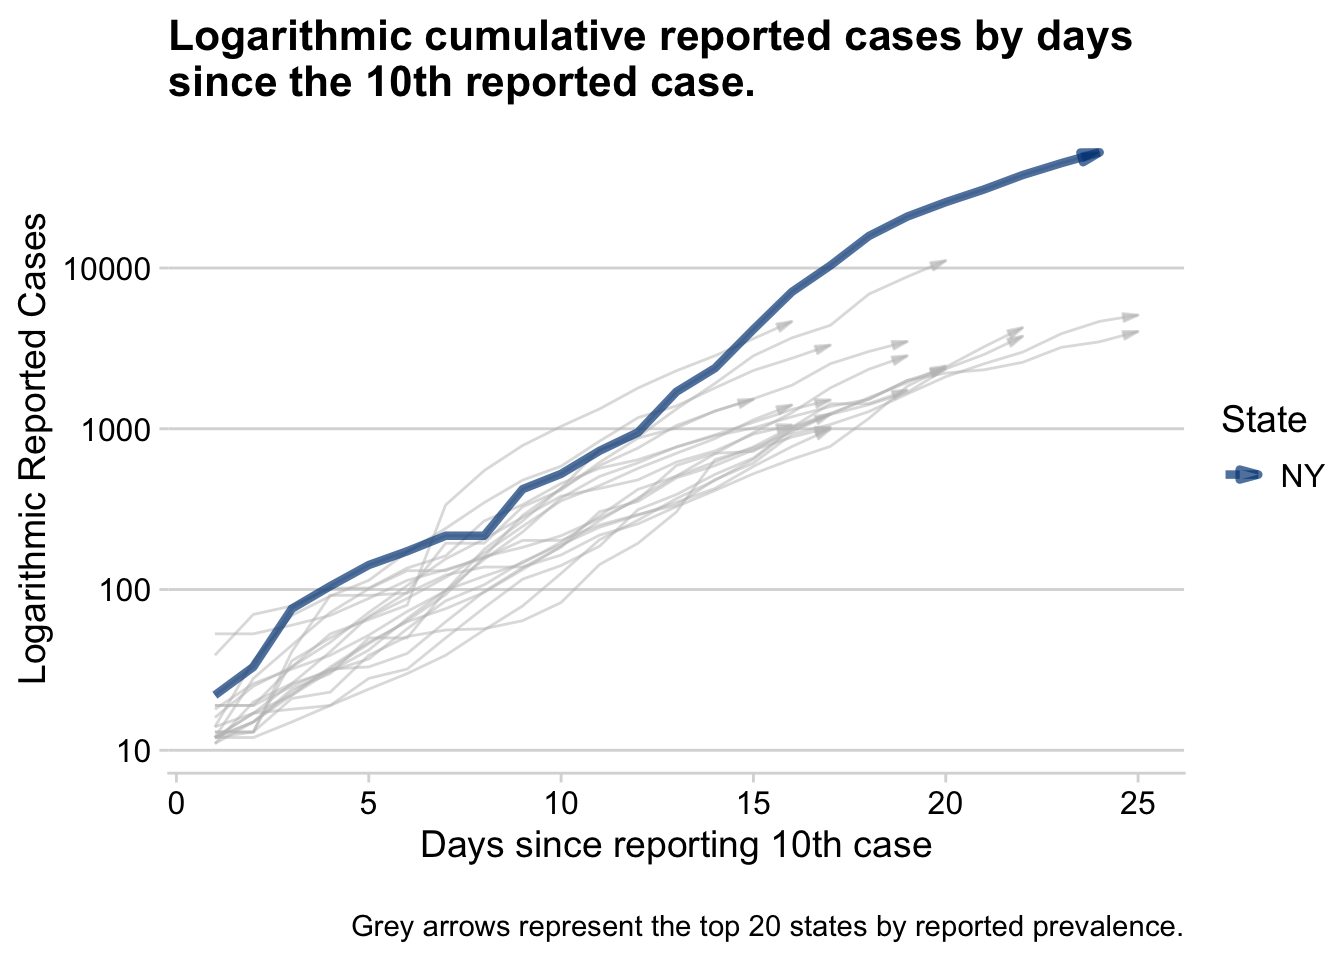 Logarithmic cumulative reported cases by days
since the 10th reported case.
Logarithmic Reported Cases
10000
1000
100
10
0 5 10 15 20 25
Days since reporting 10th case
State
NY
Grey arrows represent the top 20 states by reported prevalence.